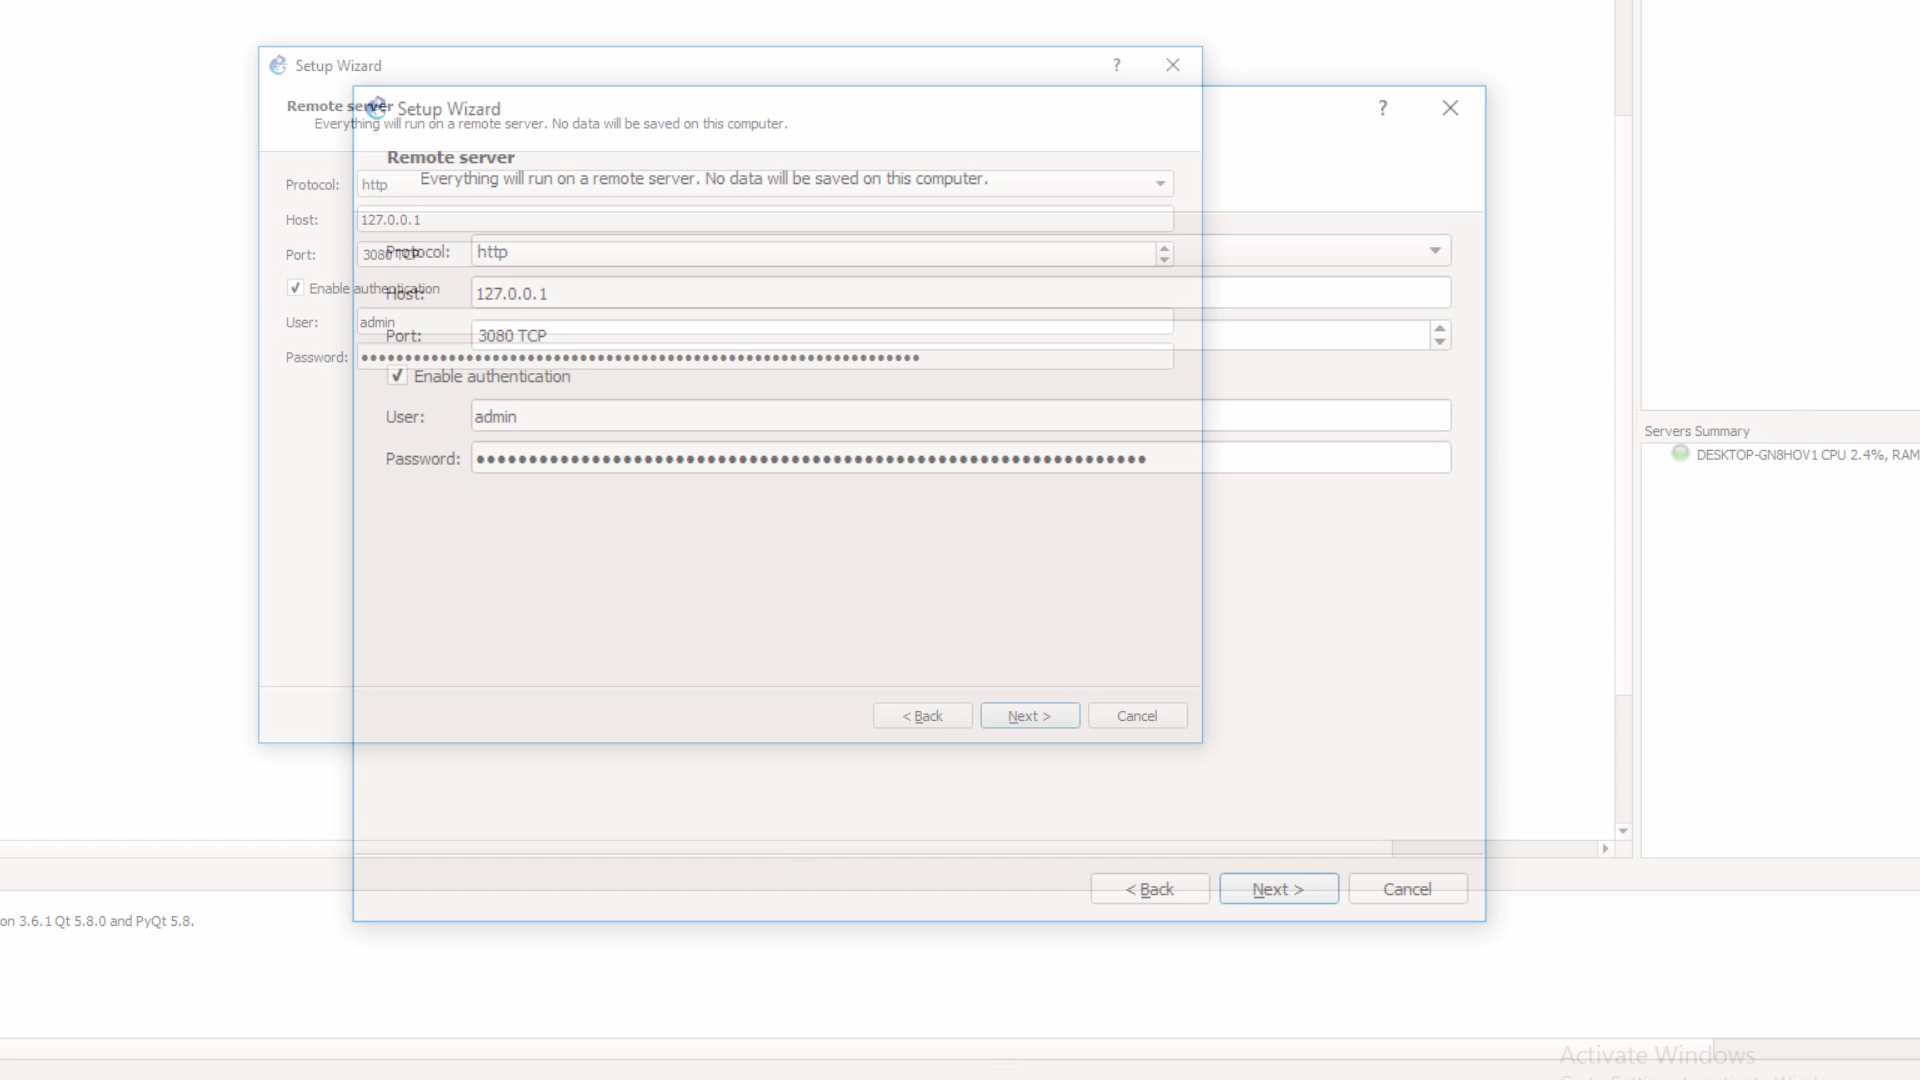 Setup Wizard
?
Remote server
Everything will run on a remote server. No data will be saved on this computer.
Protocol: http
Host: 127.0.0.1
Port: 3080 TCP
Enable authentication
User: admin
Password:
< Back Next > Cancel
Setup Wizard
?
Remote server
Everything will run on a remote server. No data will be saved on this computer.
Protocol: http
Host: 127.0.0.1
Port: 3080 TCP
Enable authentication
User: admin
Password:
< Back Next > Cancel
Servers Summary
DESKTOP-GN8HOV1 CPU 2.4%, RAM
on 3.6.1 Qt 5.8.0 and PyQt 5.8.
Activate Windows